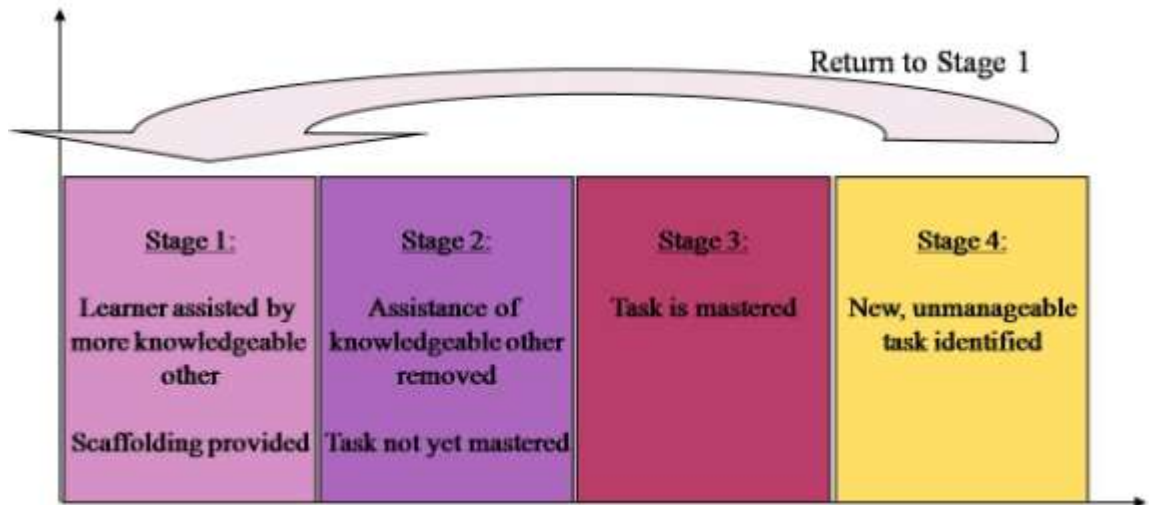 Return to Stage 1
Stage 1:
Learner assisted by
more knowledgeable
other
Scaffolding provided
Stage 2:
Assistance of
knowledgeable other
removed
Task not yet mastered
Stage 3:
Task is mastered
Stage 4:
New, unmanageable
task identified